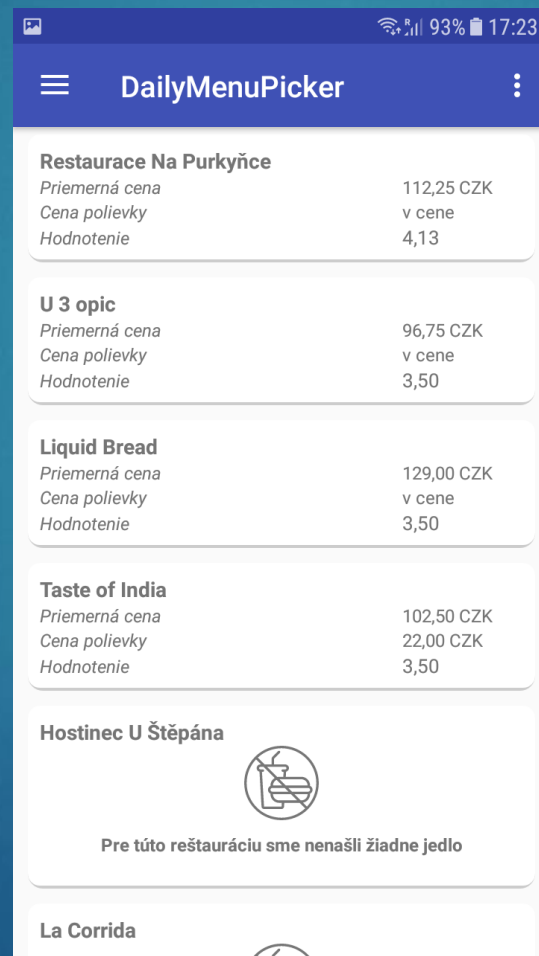 93% 17:23
DailyMenuPicker
Restaurace Na Purkyňce
Priemerná cena 112,25 CZK
Cena polievky v cene
Hodnotenie 4,13
U 3 opic
Priemerná cena 96,75 CZK
Cena polievky v cene
Hodnotenie 3,50
Liquid Bread
Priemerná cena 129,00 CZK
Cena polievky v cene
Hodnotenie 3,50
Taste of India
Priemerná cena 102,50 CZK
Cena polievky 22,00 CZK
Hodnotenie 3,50
Hostinec U Štěpána
Pre túto reštauráciu sme nenašli žiadne jedlo
La Corrida